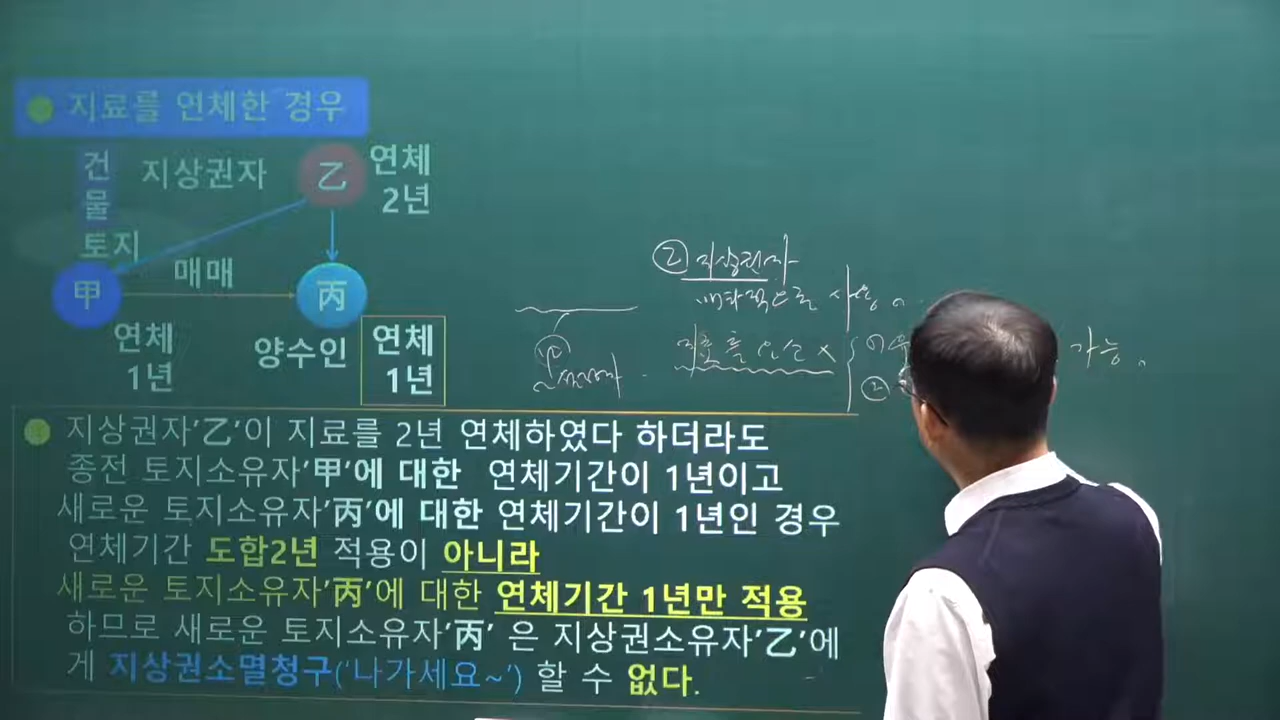 지료를 연체한 경우
건물 지상권자 乙 연체 2년
토지
甲 매매 丙
연체 1년 양수인 연체 1년
② 지상권자
배타적으로 사용.
지료를 요소 x
②
가능.
지상권자'乙'이 지료를 2년 연체하였다 하더라도
종전 토지소유자'甲'에 대한 연체기간이 1년이고
새로운 토지소유자'丙'에 대한 연체기간이 1년인 경우
연체기간 도합2년 적용이 아니라
새로운 토지소유자'丙'에 대한 연체기간 1년만 적용
하므로 새로운 토지소유자'丙' 은 지상권소유자'乙'에
게 지상권소멸청구('나가세요~') 할 수 없다.